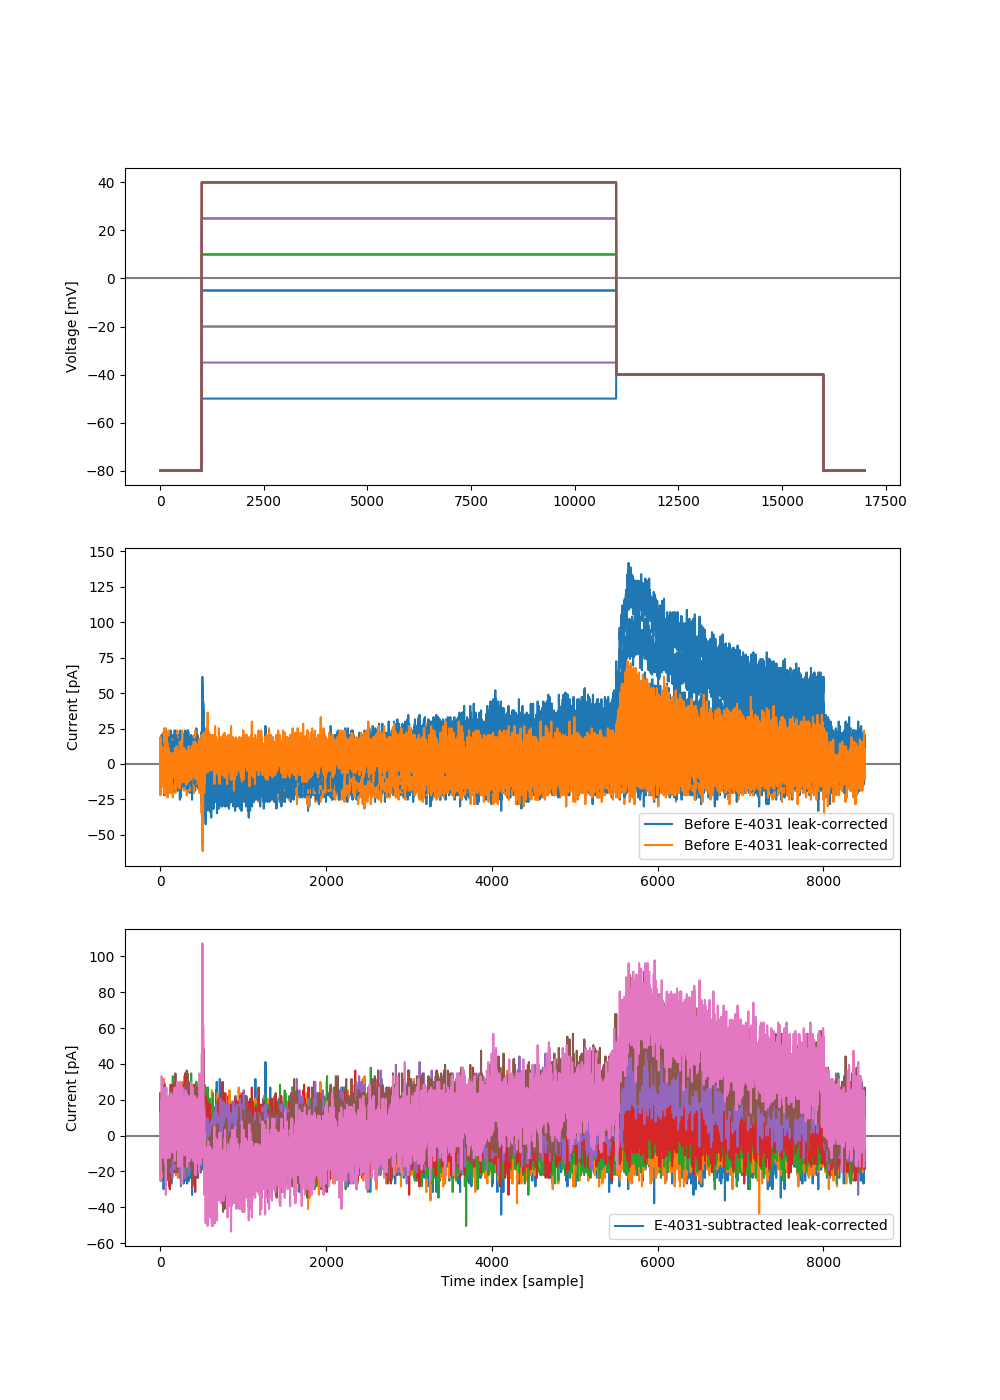 40
20
0
−20
−40
−60
−80
Voltage [mV]
0 2500 5000 7500 10000 12500 15000 17500
150
125
100
75
50
25
0
−25
−50
Current [pA]
Before E-4031 leak-corrected
Before E-4031 leak-corrected
0 2000 4000 6000 8000
100
80
60
40
20
0
−20
−40
−60
Current [pA]
E-4031-subtracted leak-corrected
0 2000 4000 6000 8000
Time index [sample]